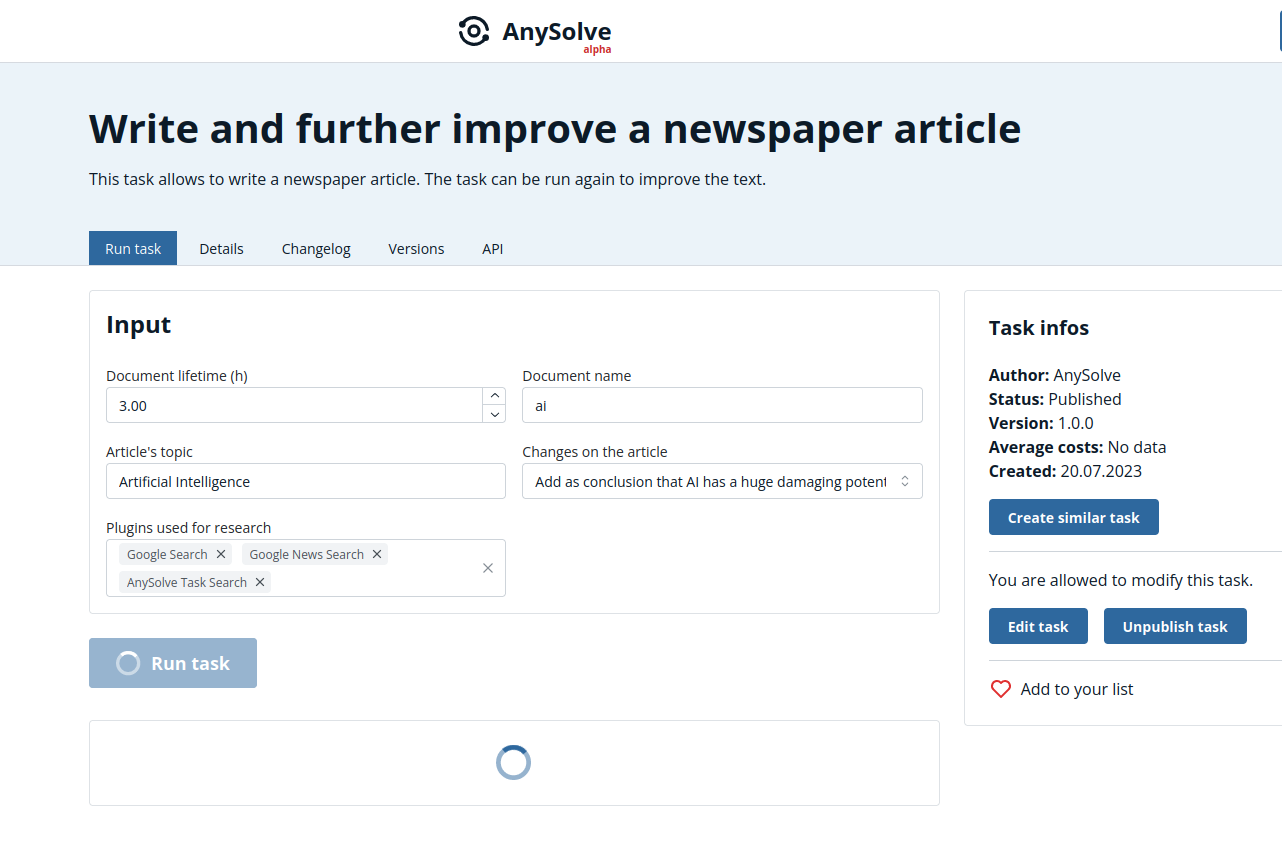 AnySolve
alpha
Write and further improve a newspaper article
This task allows to write a newspaper article. The task can be run again to improve the text.
Run task Details Changelog Versions API
Input
Document lifetime (h)
3.00
Document name
ai
Article's topic
Artificial Intelligence
Changes on the article
Add as conclusion that AI has a huge damaging potent
Plugins used for research
Google Search Google News Search
AnySolve Task Search
Run task
Task infos
Author: AnySolve
Status: Published
Version: 1.0.0
Average costs: No data
Created: 20.07.2023
Create similar task
You are allowed to modify this task.
Edit task Unpublish task
Add to your list